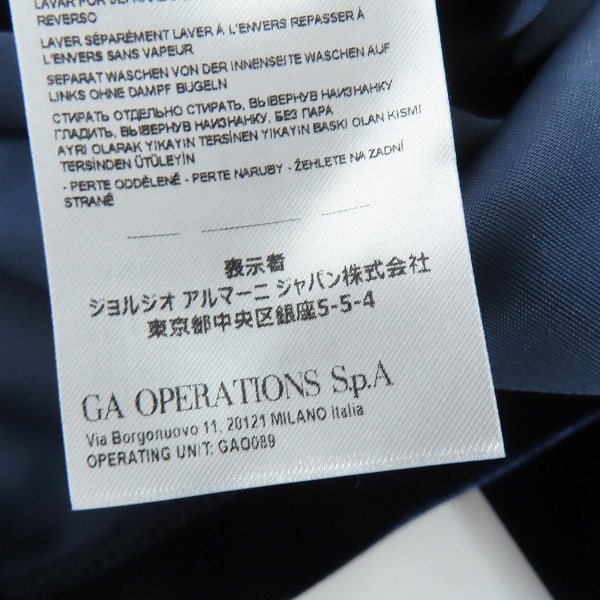 LAVAR POR
REVERSO
LAVER SÉPARÉMENT LAVER À L'ENVERS REPASSER À
L'ENVERS SANS VAPEUR
SEPARAT WASCHEN VON DER INNENSEITE WASCHEN AUF
LINKS OHNE DAMPF BÜGELN
СТИРАТЬ ОТДЕЛЬНО СТИРАТЬ, ВЫВЕРНУВ НАИЗНАНКУ
ГЛАДИТЬ, ВЫВЕРНУВ НАИЗНАНКУ, БЕЗ ПАРА
AYRI OLARAK YIKAYIN TERSİNEN YIKAYIN BASKI OLAN KISMI
TERSİNDEN ÜTÜLEYİN
- PERTE ODDĚLENĚ - PERTE NARUBY - ŽEHLETE NA ZADNÍ
STRANĚ
表示者
ジョルジオ アルマーニ ジャパン株式会社
東京都中央区銀座5-5-4
GA OPERATIONS S.p.A
Via Borgonuovo 11, 20121 MILANO Italia
OPERATING UNIT: GAO089